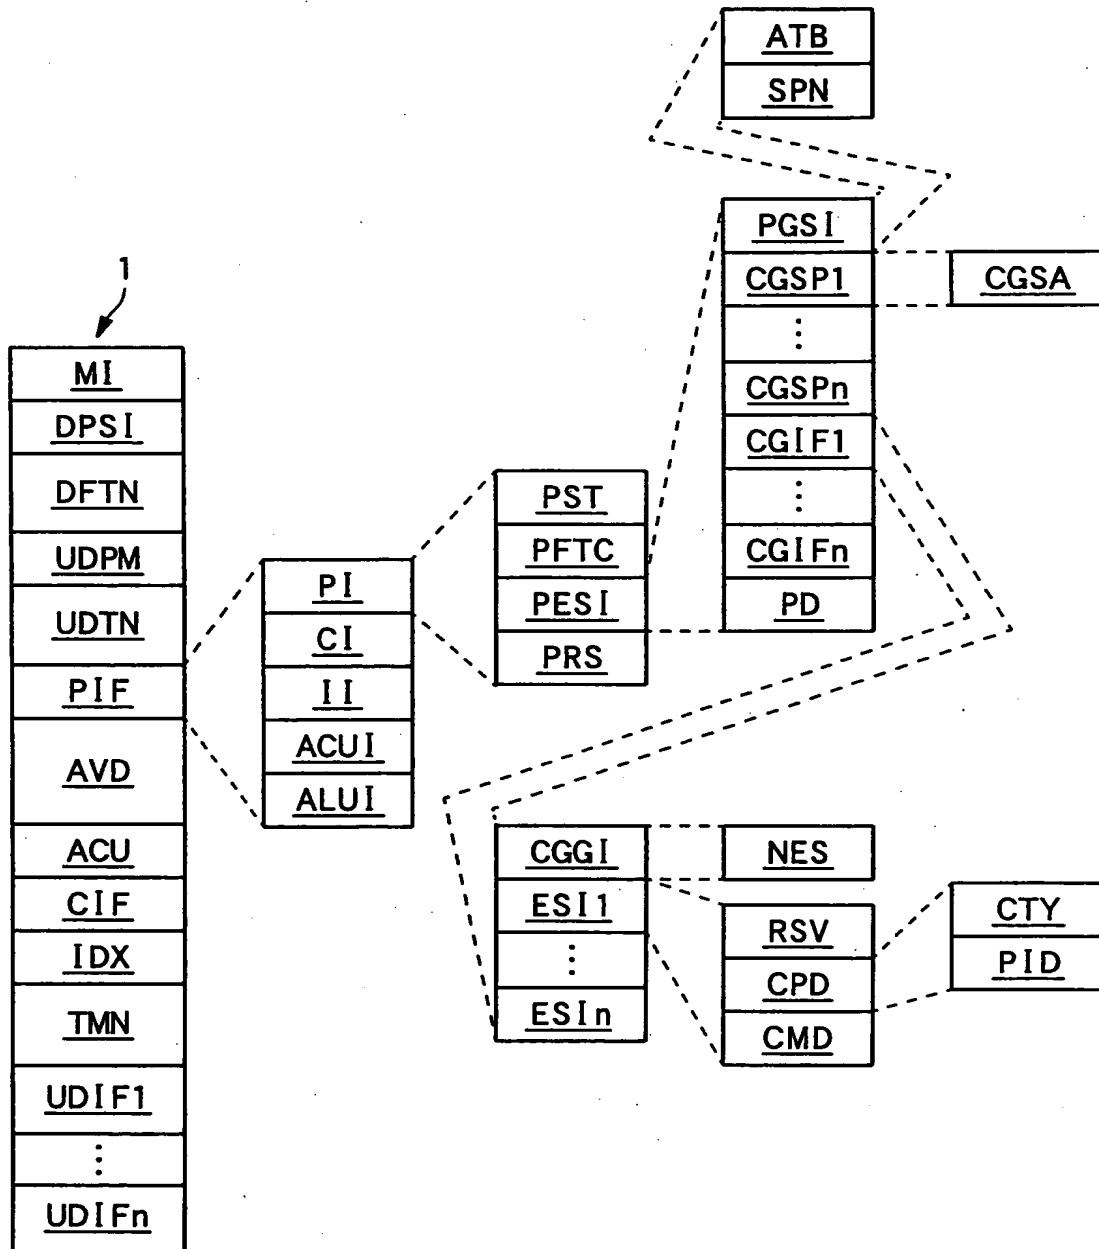 1
MI
DPSI
DFTN
UDPM
UDTN
PIF
AVD
ACU
CIF
IDX
TMN
UDIF1
⋮
UDIFn
PI
CI
II
ACUI
ALUI
PST
PFTC
PESI
PRS
ATB
SPN
PGSI
CGSP1
⋮
CGSPn
CGIF1
⋮
CGIFn
PD
CGSA
CGGI
ESI1
⋮
ESIn
NES
RSV
CPD
CMD
CTY
PID